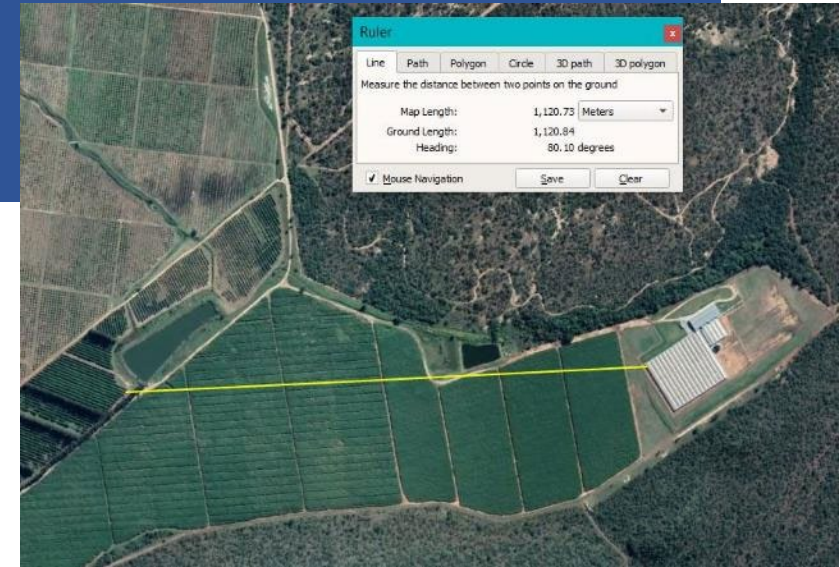 Ruler
Line Path Polygon Circle 3D path 3D polygon
Measure the distance between two points on the ground
Map Length: 1,120.73 Meters
Ground Length: 1,120.84
Heading: 80.10 degrees
Mouse Navigation Save Clear